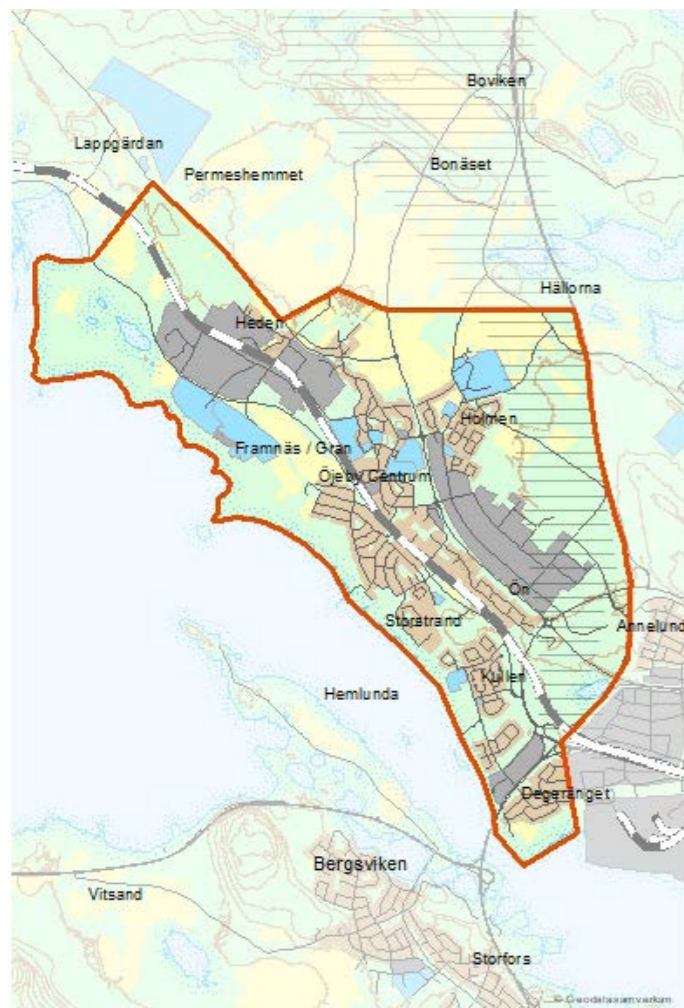 Boviken
Lappgärdan
Bonäset
Permeshemmet
Hällorna
Heden
Holmen
Framnäs / Gran
Öjeby Centrum
Ön
Storstrand
Annelund
Kullen
Hemlunda
Degeränget
Bergsviken
Vitsand
Storfors
© Geodatasamverkan